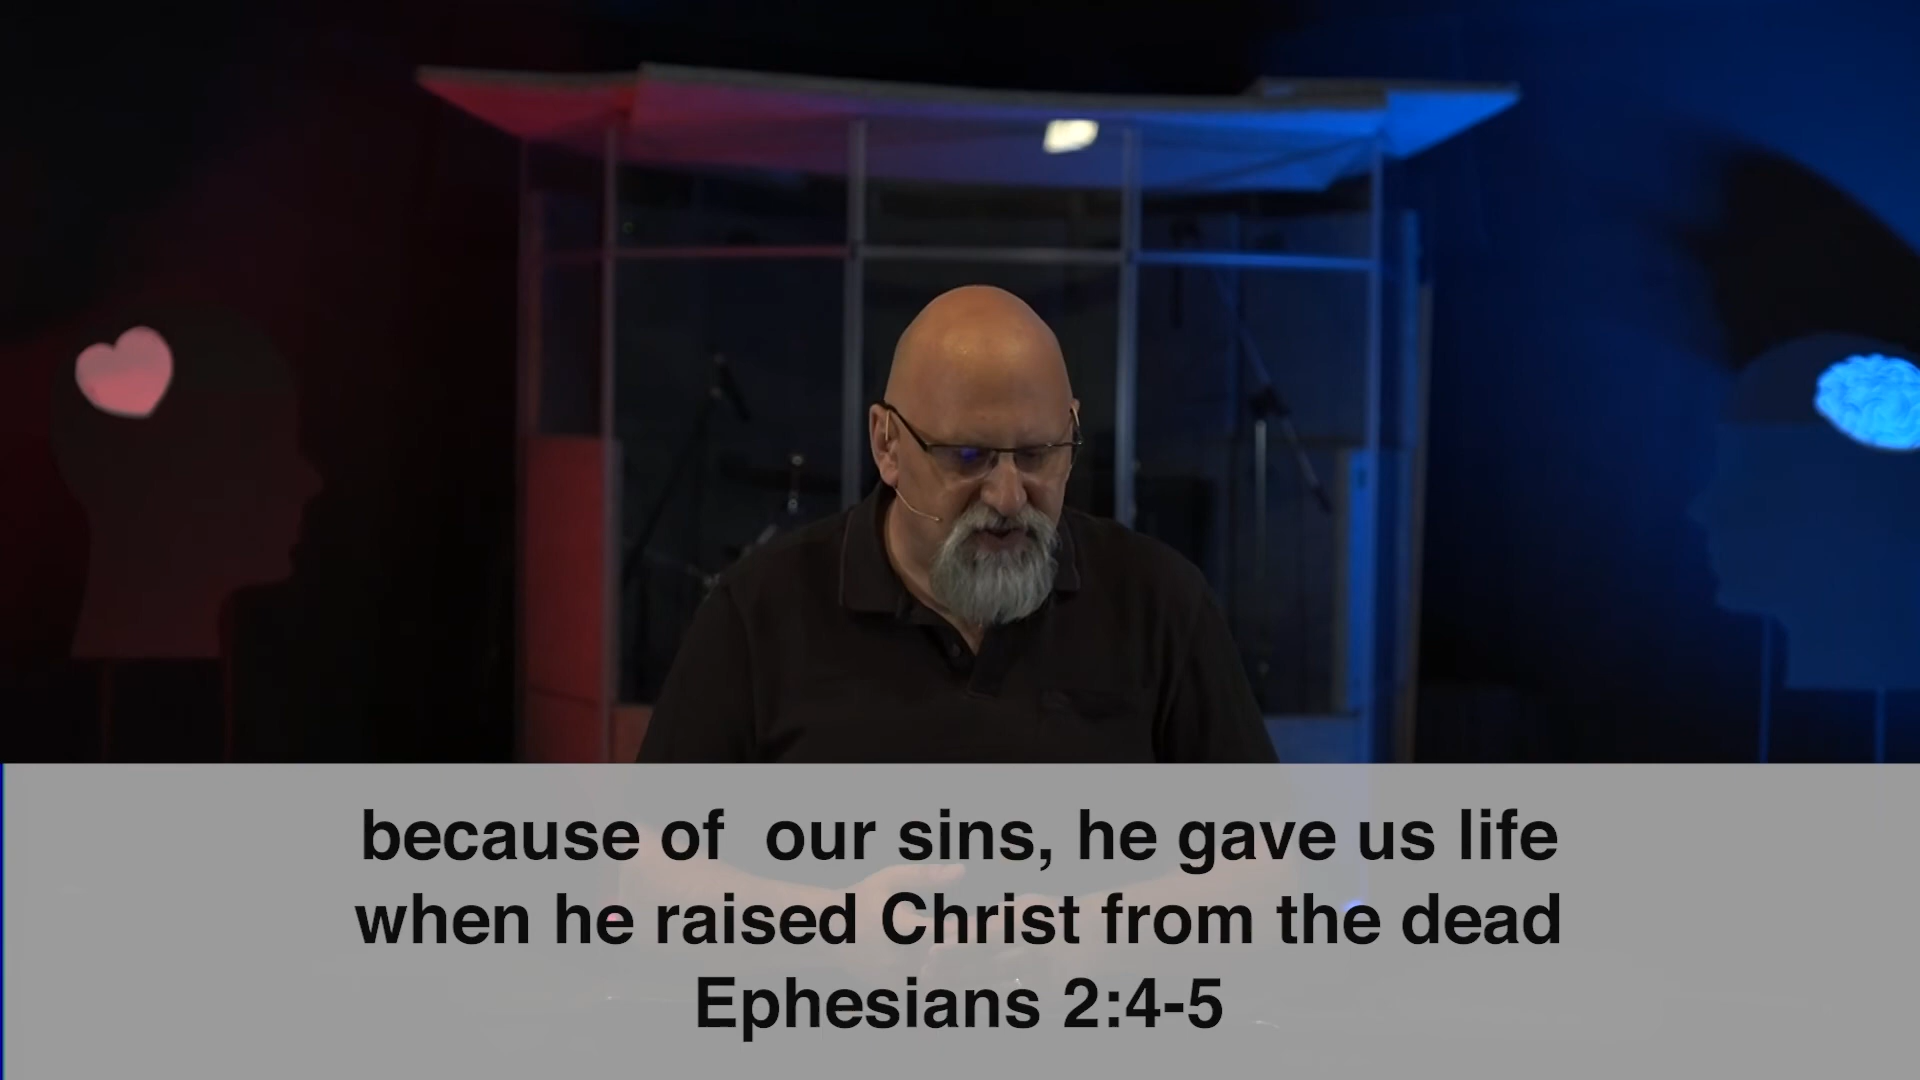 because of  our sins, he gave us life
when he raised Christ from the dead
Ephesians 2:4-5